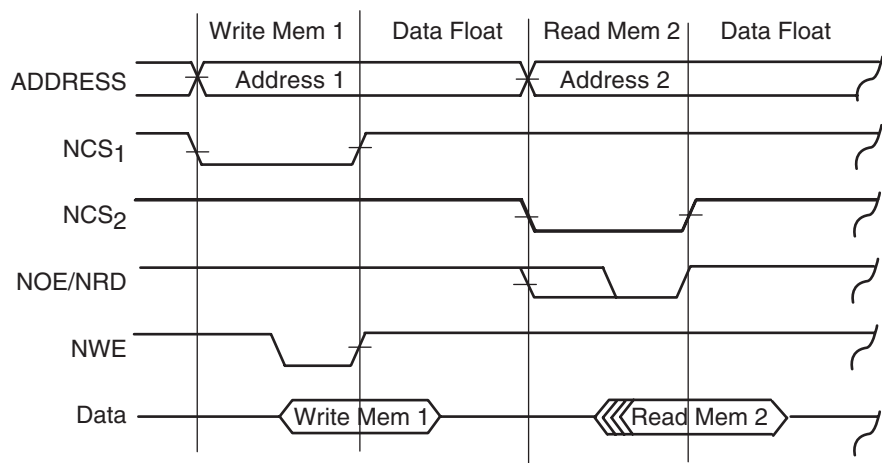 Write Mem 1 Data Float Read Mem 2 Data Float
ADDRESS Address 1 Address 2
NCS1
NCS2
NOE/NRD
NWE
Data Write Mem 1 Read Mem 2